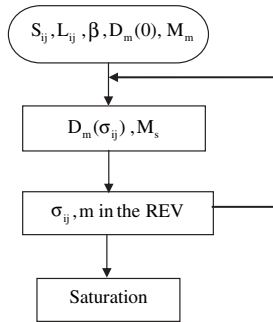 S_ij, L_ij, β, D_m(0), M_m
D_m(σ_ij), M_s
σ_ij, m in the REV
Saturation